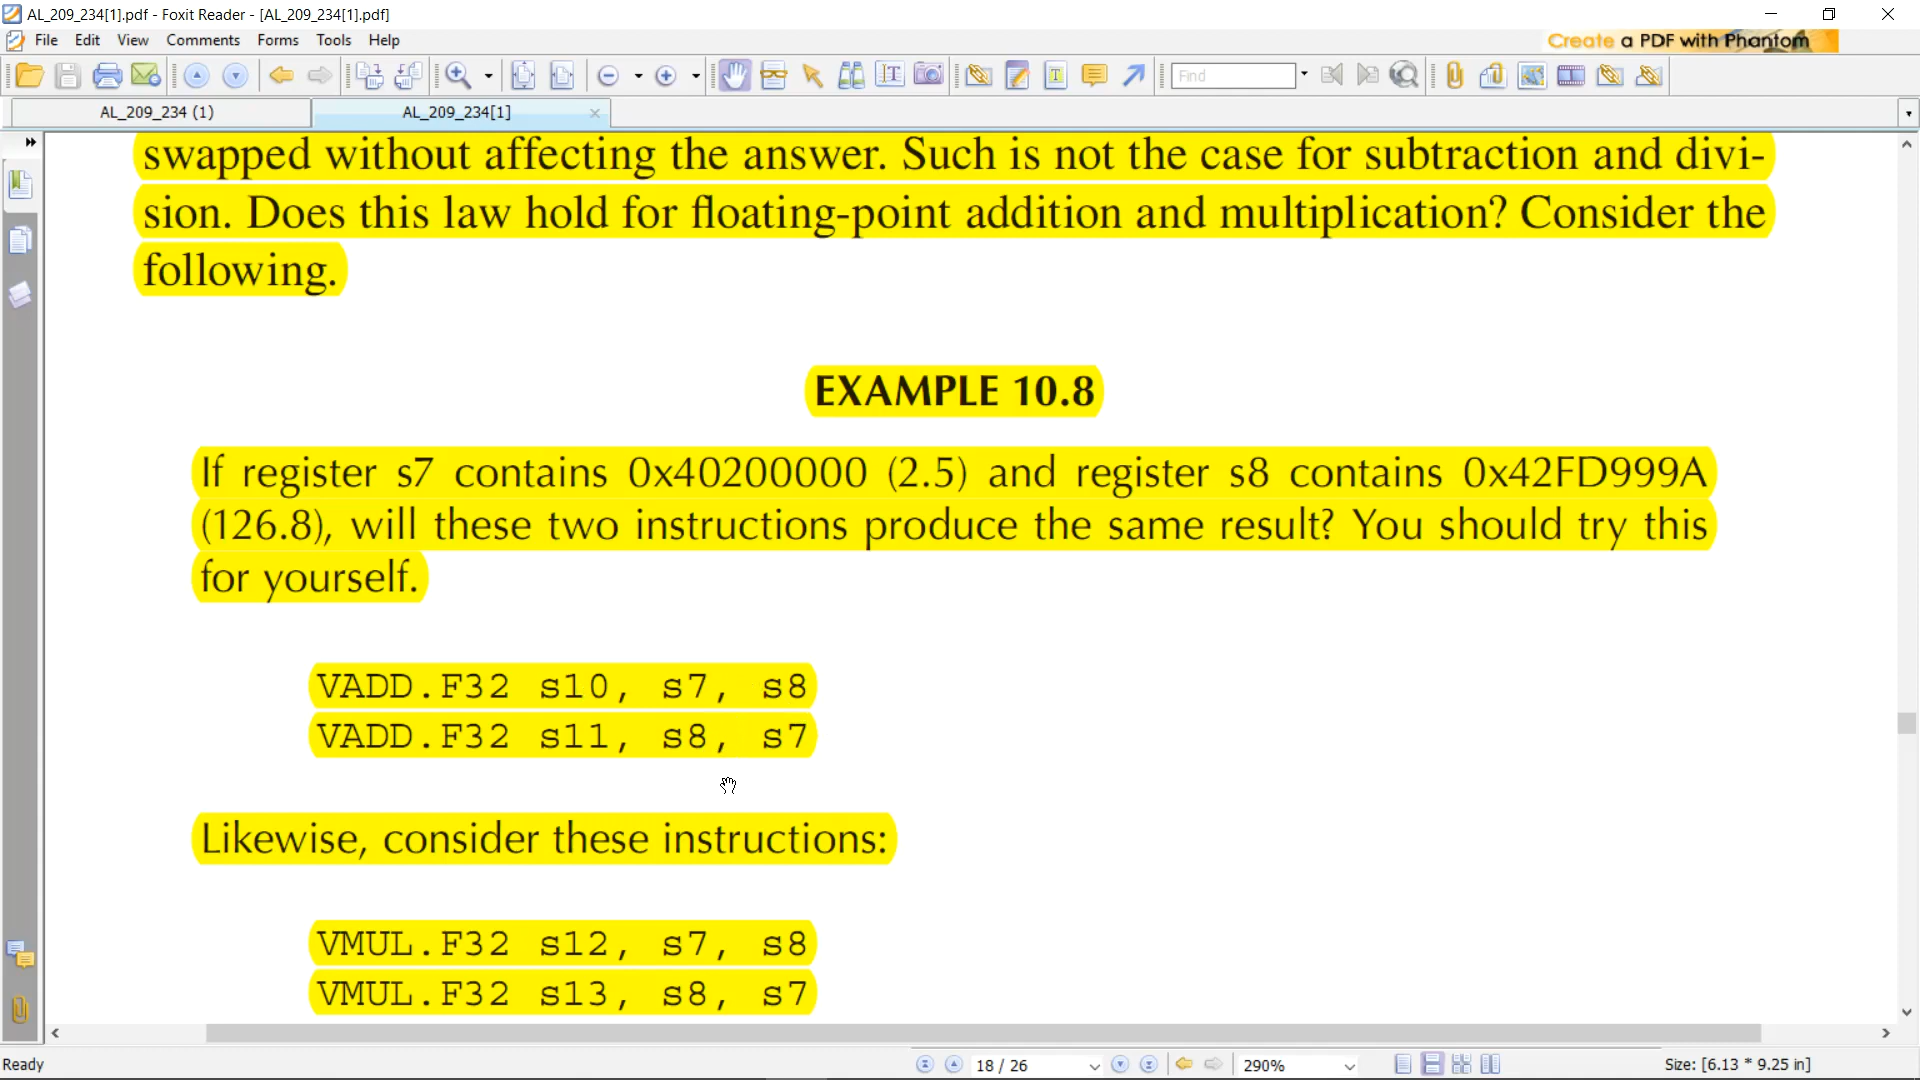 AL_209_234[1].pdf - Foxit Reader - [AL_209_234[1].pdf]
File Edit View Comments Forms Tools Help
Create a PDF with Phantom
Find
AL_209_234 (1) AL_209_234[1]
swapped without affecting the answer. Such is not the case for subtraction and divi-
sion. Does this law hold for floating-point addition and multiplication? Consider the
following.
EXAMPLE 10.8
If register s7 contains 0x40200000 (2.5) and register s8 contains 0x42FD999A
(126.8), will these two instructions produce the same result? You should try this
for yourself.
VADD.F32 s10, s7, s8
VADD.F32 s11, s8, s7
Likewise, consider these instructions:
VMUL.F32 s12, s7, s8
VMUL.F32 s13, s8, s7
Ready 18 / 26 290% Size: [6.13 * 9.25 in]